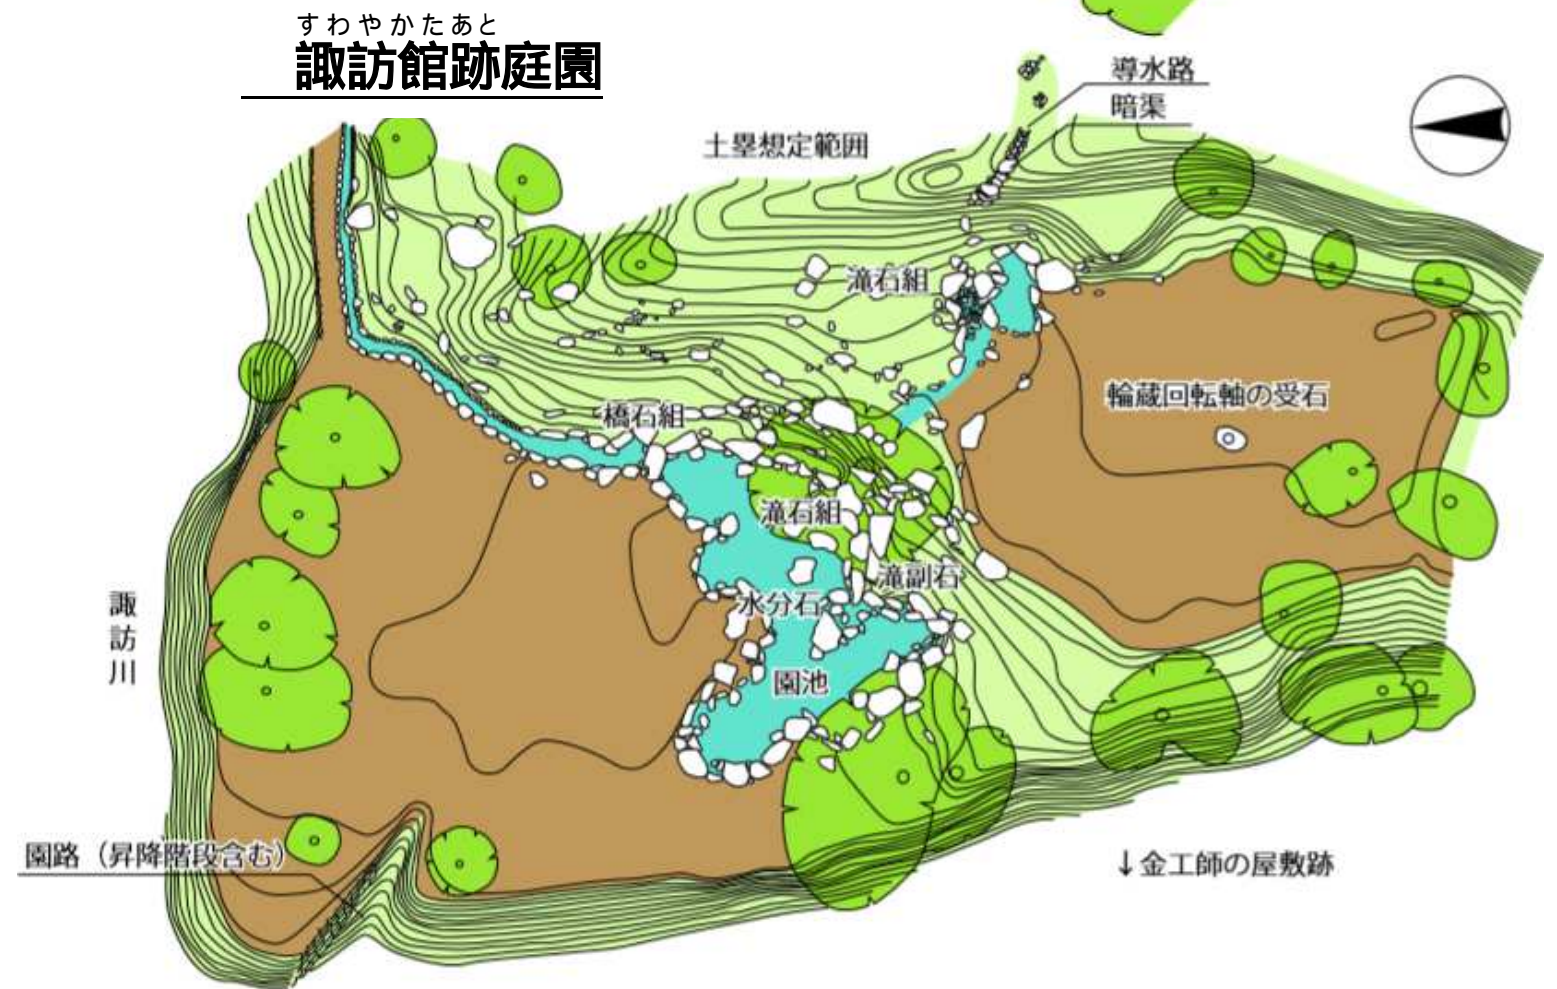 すわやかたあと
諏訪館跡庭園
導水路
暗渠
土塁想定範囲
滝石組
輪蔵回転軸の受石
橋石組
滝石組
滝副石
水分石
諏訪川
園池
園路（昇降階段含む）
↓金工師の屋敷跡